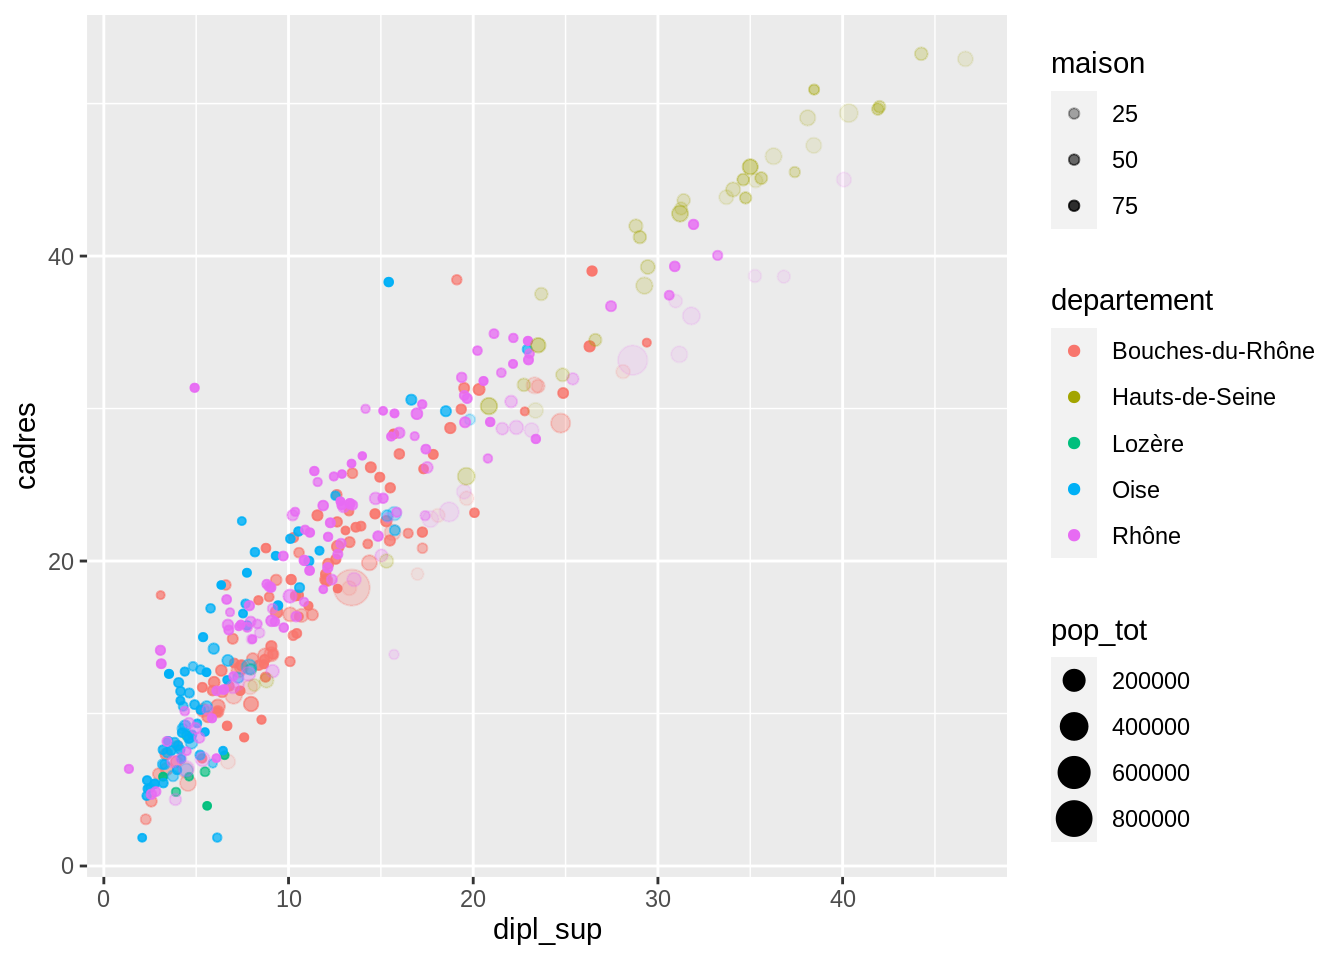 cadres
40
20
0
0
10
20
30
40
dipl_sup
maison
25
50
75
departement
Bouches-du-Rhône
Hauts-de-Seine
Lozère
Oise
Rhône
pop_tot
200000
400000
600000
800000